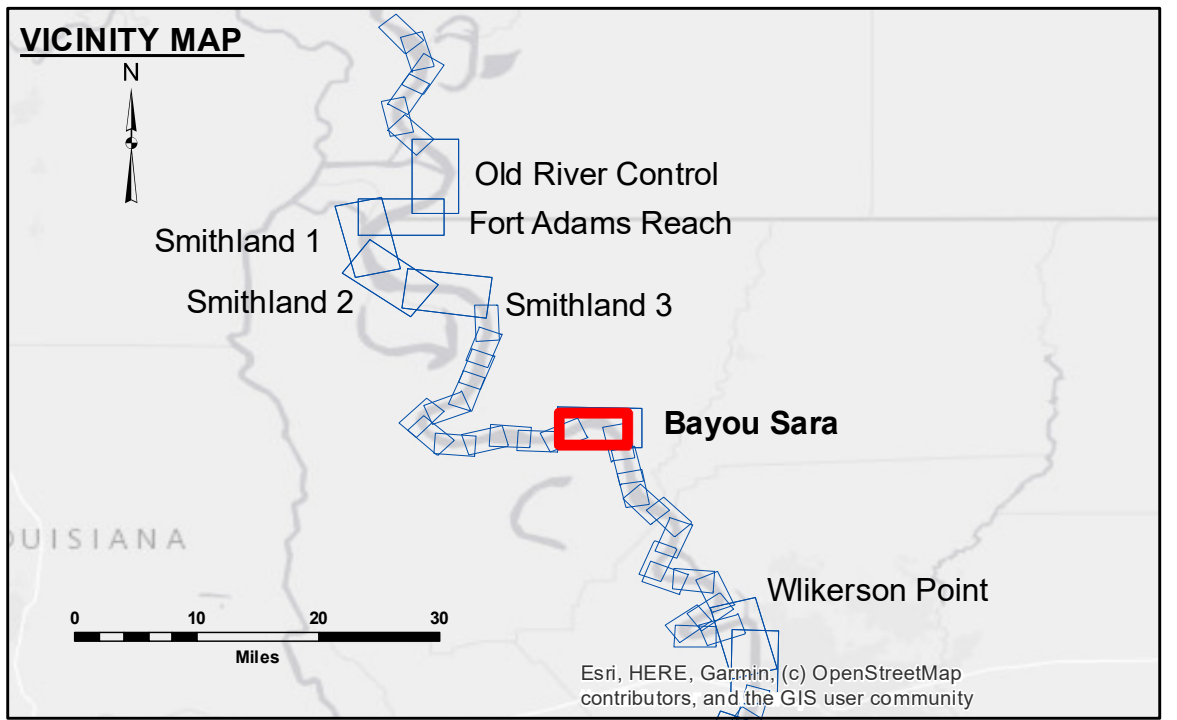 VICINITY MAP
N
Old River Control
Fort Adams Reach
Smithland 1
Smithland 2
Smithland 3
Bayou Sara
OUISIANA
Wlikerson Point
0 10 20 30
Miles
Esri, HERE, Garmin, (c) OpenStreetMap
contributors, and the GIS user community